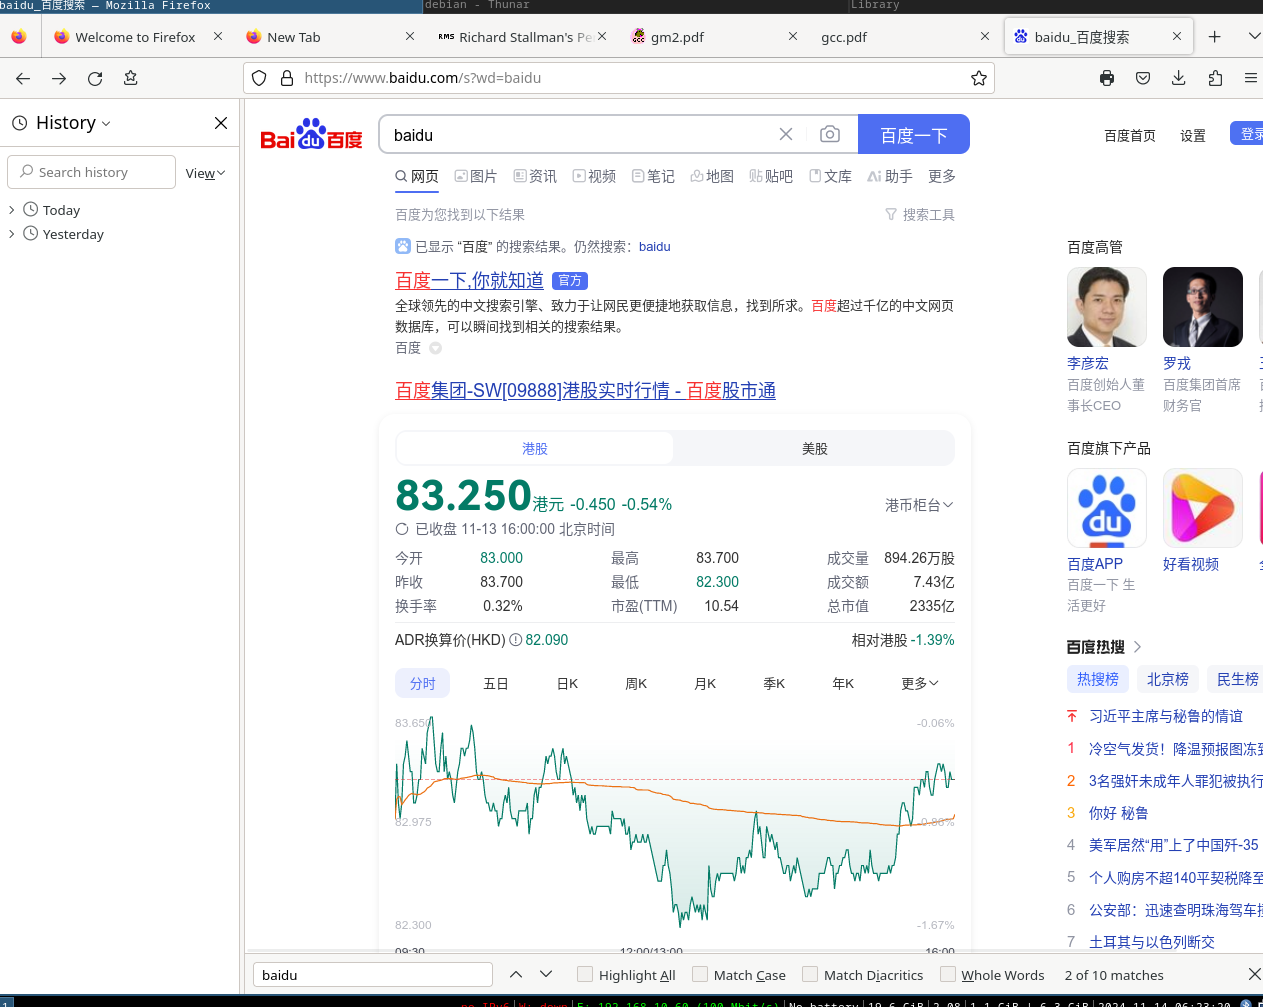 baidu_百度搜索 — Mozilla Firefox
debian - Thunar
Library
Welcome to Firefox
New Tab
RMS Richard Stallman's Pe
gm2.pdf
gcc.pdf
baidu_百度搜索
https://www.baidu.com/s?wd=baidu
History
Search history
View
Today
Yesterday
Bai du 百度
baidu
百度一下
百度首页
设置
登录
网页
图片
资讯
视频
笔记
地图
贴吧
文库
助手
更多
百度为您找到以下结果
搜索工具
已显示 “百度” 的搜索结果。仍然搜索：baidu
百度一下,你就知道
官方
全球领先的中文搜索引擎、致力于让网民更便捷地获取信息，找到所求。百度超过千亿的中文网页
数据库，可以瞬间找到相关的搜索结果。
百度
百度集团-SW[09888]港股实时行情 - 百度股市通
港股
美股
83.250港元 -0.450 -0.54%
港币柜台
已收盘 11-13 16:00:00 北京时间
今开 83.000 最高 83.700 成交量 894.26万股
昨收 83.700 最低 82.300 成交额 7.43亿
换手率 0.32% 市盈(TTM) 10.54 总市值 2335亿
ADR换算价(HKD) 82.090
相对港股 -1.39%
分时 五日 日K 周K 月K 季K 年K 更多
83.650 -0.06%
82.975 -0.86%
82.300 -1.67%
09:30 12:00/13:00 16:00
百度高管
李彦宏
百度创始人董
事长CEO
罗戎
百度集团首席
财务官
百度旗下产品
du
百度APP
百度一下 生
活更好
好看视频
百度热搜
热搜榜 北京榜 民生榜
习近平主席与秘鲁的情谊
1 冷空气发货！降温预报图冻到
2 3名强奸未成年人罪犯被执行
3 你好 秘鲁
4 美军居然“用”上了中国歼-35
5 个人购房不超140平契税降至
6 公安部：迅速查明珠海驾车撞
7 土耳其与以色列断交
baidu
Highlight All
Match Case
Match Diacritics
Whole Words
2 of 10 matches